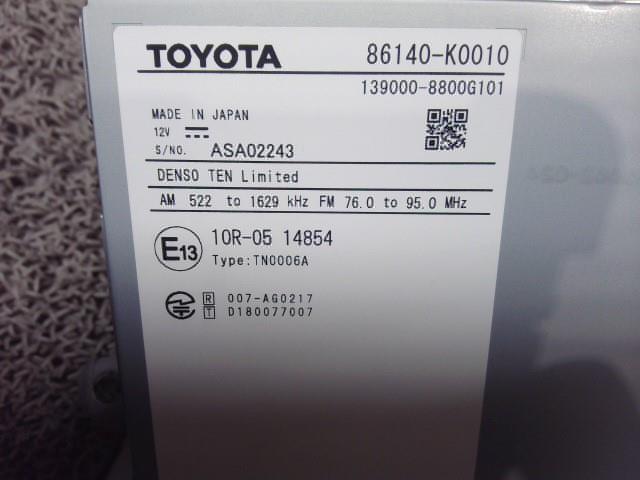 TOYOTA 86140-K0010
139000-8800G101
MADE IN JAPAN
12V
S/NO. ASA02243
DENSO TEN Limited
AM 522 to 1629 kHz FM 76.0 to 95.0 MHz
E13 10R-05 14854
Type:TN0006A
R 007-AG0217
T D180077007